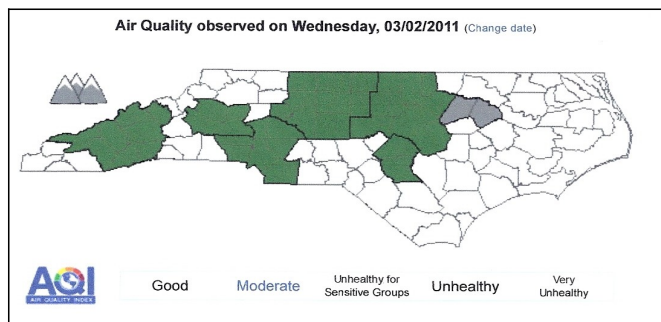 Air Quality observed on Wednesday, 03/02/2011 (Change date)
AQI
AIR QUALITY INDEX
Good
Moderate
Unhealthy for
Sensitive Groups
Unhealthy
Very
Unhealthy